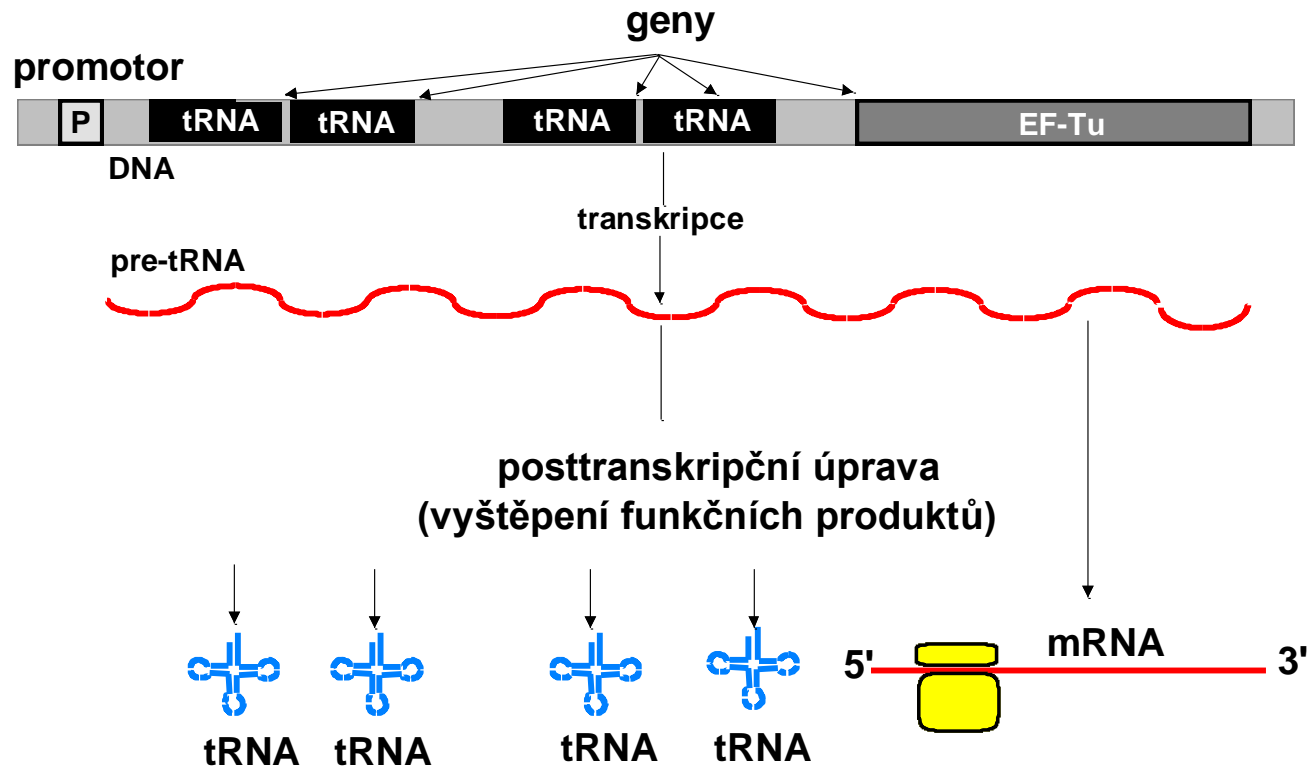 geny
promotor
P
tRNA
tRNA
tRNA
tRNA
EF-Tu
DNA
transkripce
pre-tRNA
posttranskripční úprava
(vyštěpení funkčních produktů)
5'
mRNA
3'
tRNA
tRNA
tRNA
tRNA